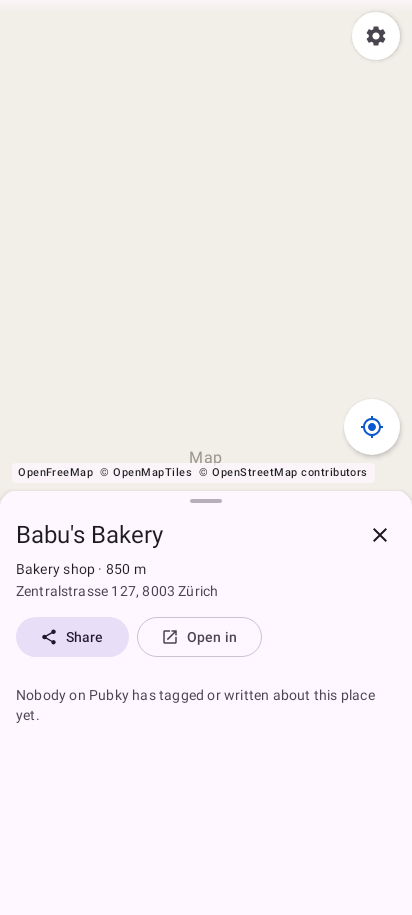 Map
OpenFreeMap © OpenMapTiles © OpenStreetMap contributors
Babu's Bakery
Bakery shop · 850 m
Zentralstrasse 127, 8003 Zürich
Share
Open in
Nobody on Pubky has tagged or written about this place
yet.